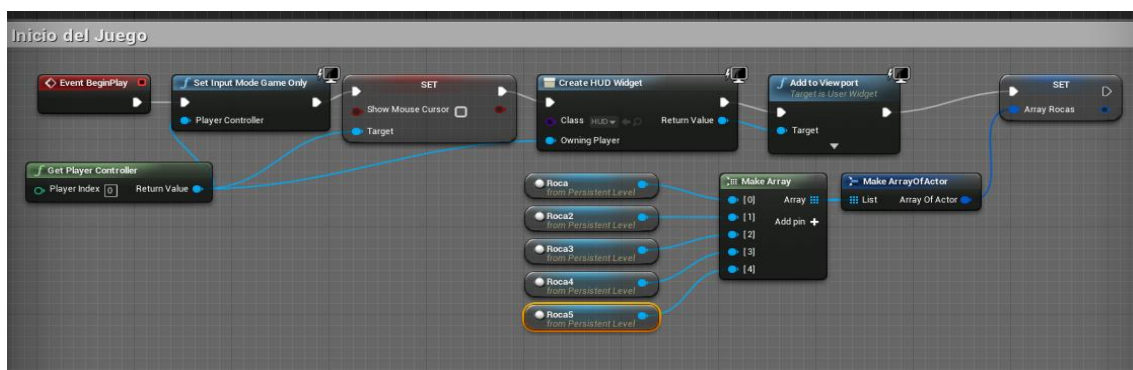 Inicio del Juego
Event BeginPlay
f Set Input Mode Game Only
Player Controller
SET
Show Mouse Cursor
Target
Create HUD Widget
Class HUD Return Value
Owning Player
f Add to Viewport
Target is User Widget
Target
SET
Array Rocas
f Get Player Controller
Player Index 0 Return Value
Roca
from Persistent Level
Roca2
from Persistent Level
Roca3
from Persistent Level
Roca4
from Persistent Level
Roca5
from Persistent Level
Make Array
[0] Array
[1] Add pin +
[2]
[3]
[4]
Make ArrayOfActor
List Array Of Actor